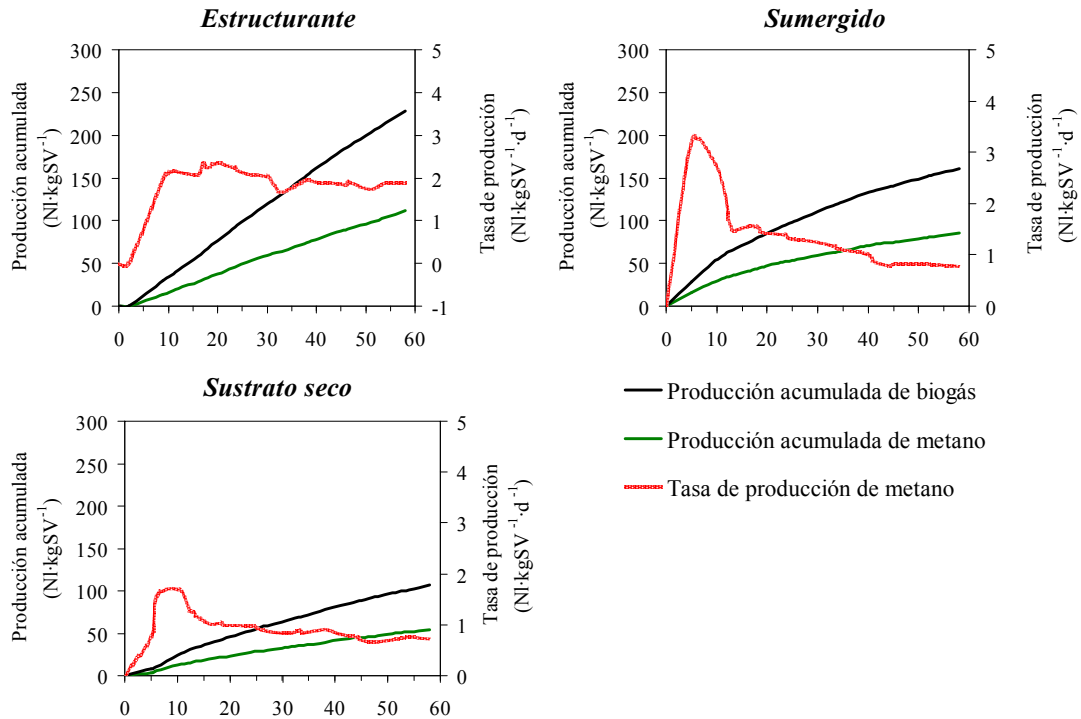 Estructurante
Producción acumulada
(Nl·kgSV⁻¹)
300
250
200
150
100
50
0
5
4
3
2
1
0
-1
Tasa de producción
(Nl·kgSV⁻¹·d⁻¹)
0 10 20 30 40 50 60
Sumergido
Producción acumulada
(Nl·kgSV⁻¹)
300
250
200
150
100
50
0
5
4
3
2
1
0
Tasa de producción
(Nl·kgSV⁻¹·d⁻¹)
0 10 20 30 40 50 60
Sustrato seco
Producción acumulada
(Nl·kgSV⁻¹)
300
250
200
150
100
50
0
5
4
3
2
1
0
Tasa de producción
(Nl·kgSV⁻¹·d⁻¹)
0 10 20 30 40 50 60
Producción acumulada de biogás
Producción acumulada de metano
Tasa de producción de metano